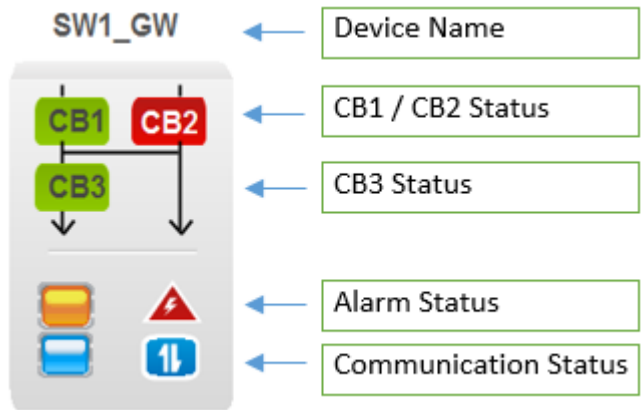 SW1_GW
Device Name
CB1 CB2
CB1 / CB2 Status
CB3
CB3 Status
Alarm Status
Communication Status